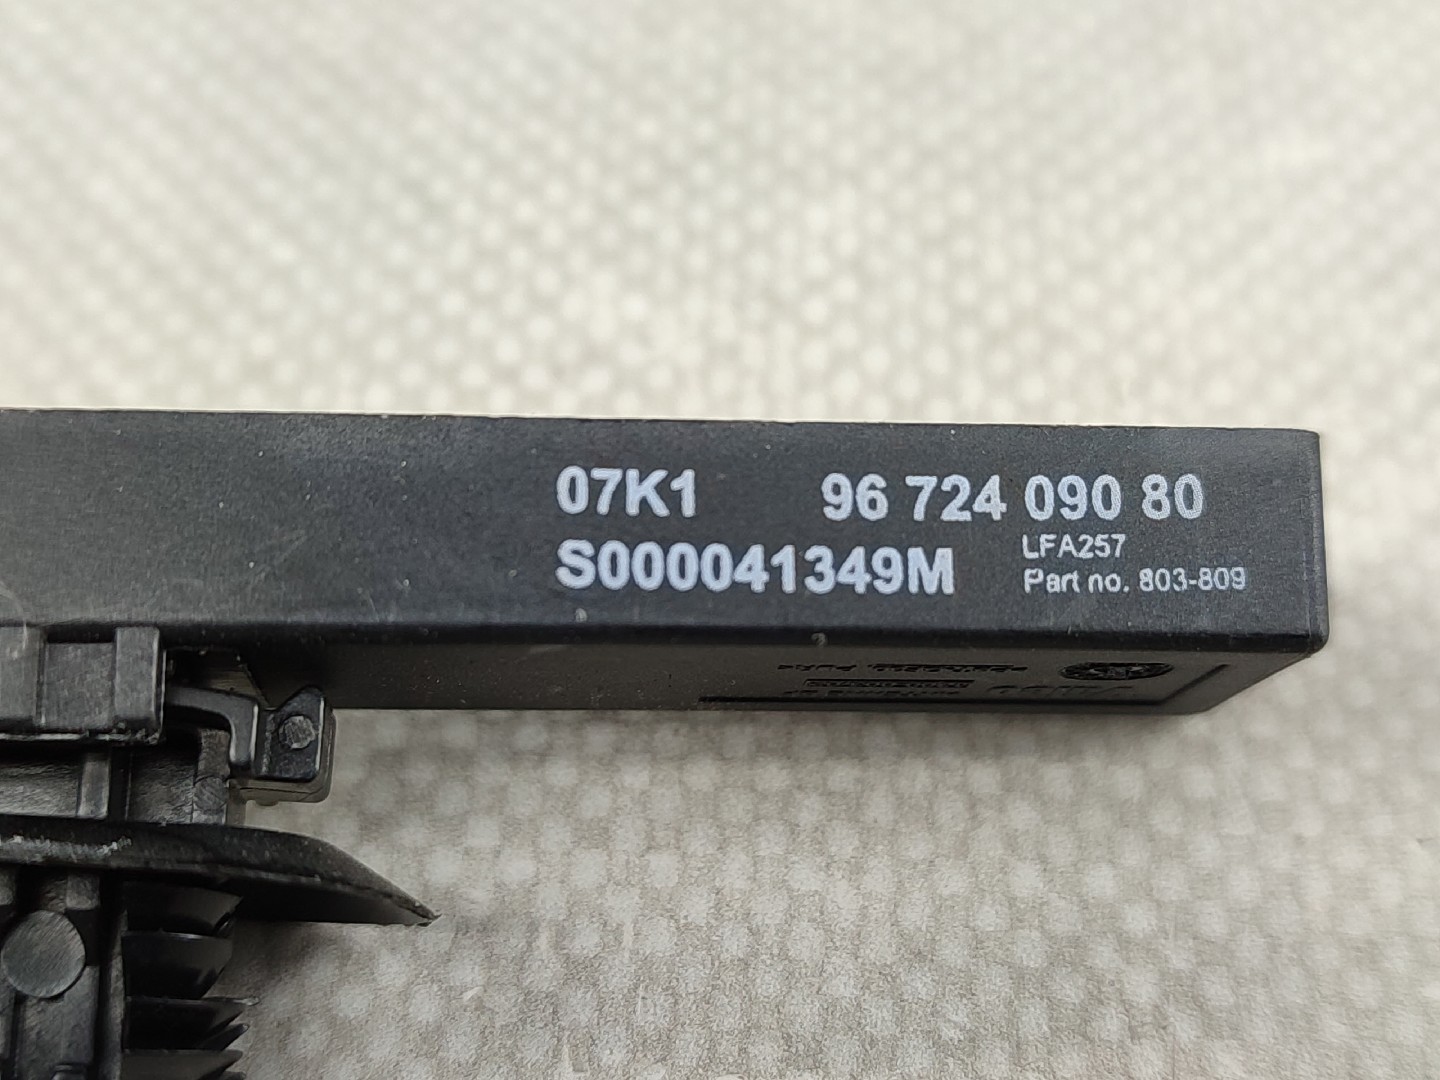 07K1 96 724 090 80
S000041349M LFA257
Part no. 803-809